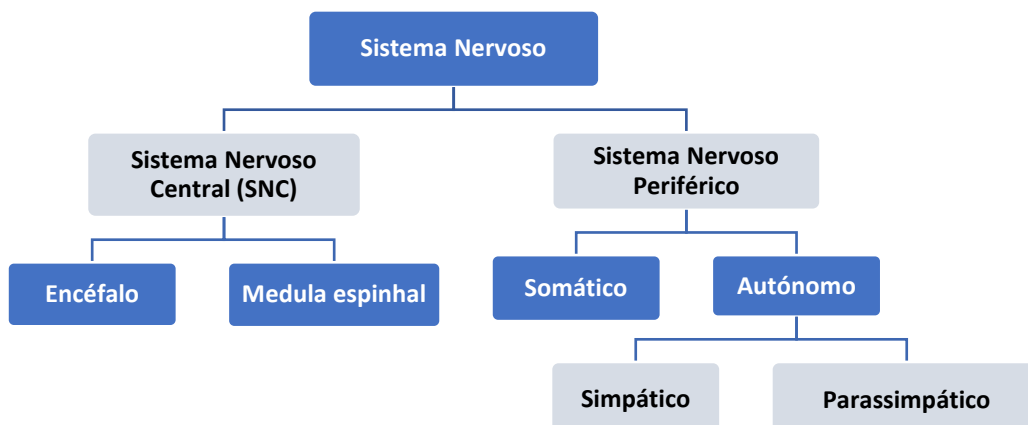 Sistema Nervoso
Sistema Nervoso
Central (SNC)
Sistema Nervoso
Periférico
Encéfalo
Medula espinhal
Somático
Autónomo
Simpático
Parassimpático